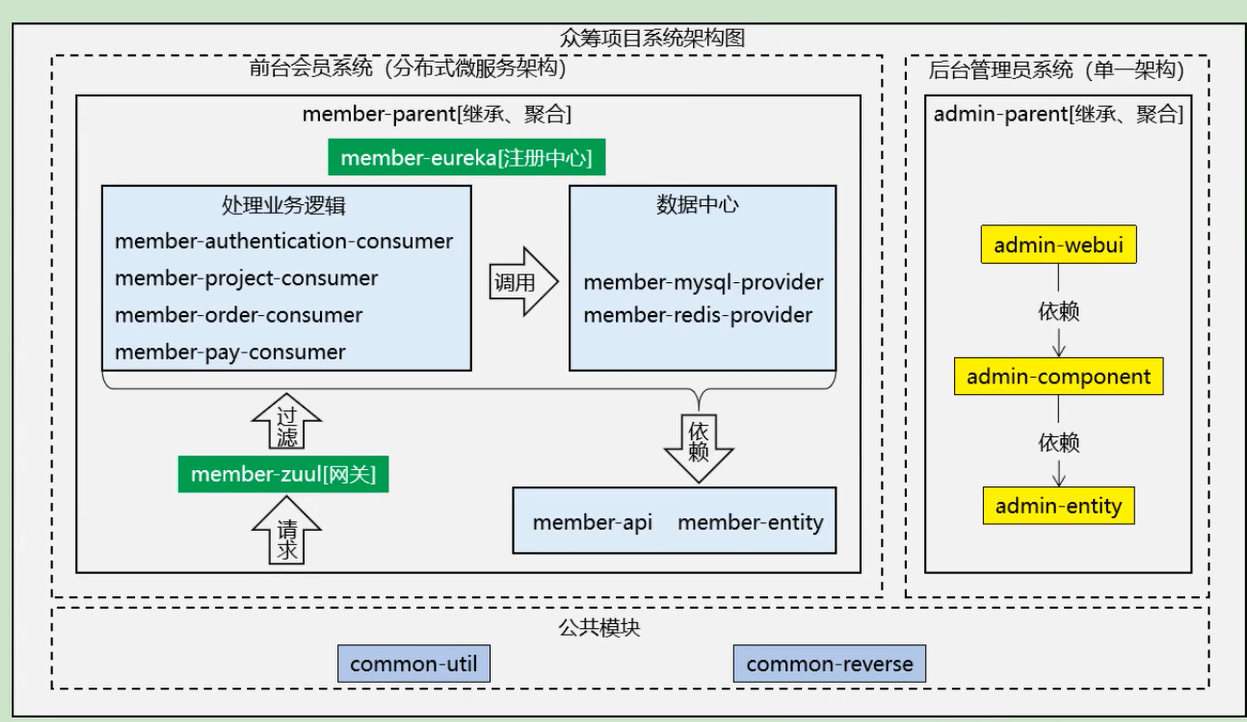 众筹项目系统架构图
前台会员系统（分布式微服务架构）
member-parent[继承、聚合]
member-eureka[注册中心]
处理业务逻辑
member-authentication-consumer
member-project-consumer
member-order-consumer
member-pay-consumer
调用
数据中心
member-mysql-provider
member-redis-provider
过滤
依赖
member-zuul[网关]
请求
member-api member-entity
后台管理员系统（单一架构）
admin-parent[继承、聚合]
admin-webui
依赖
admin-component
依赖
admin-entity
公共模块
common-util common-reverse